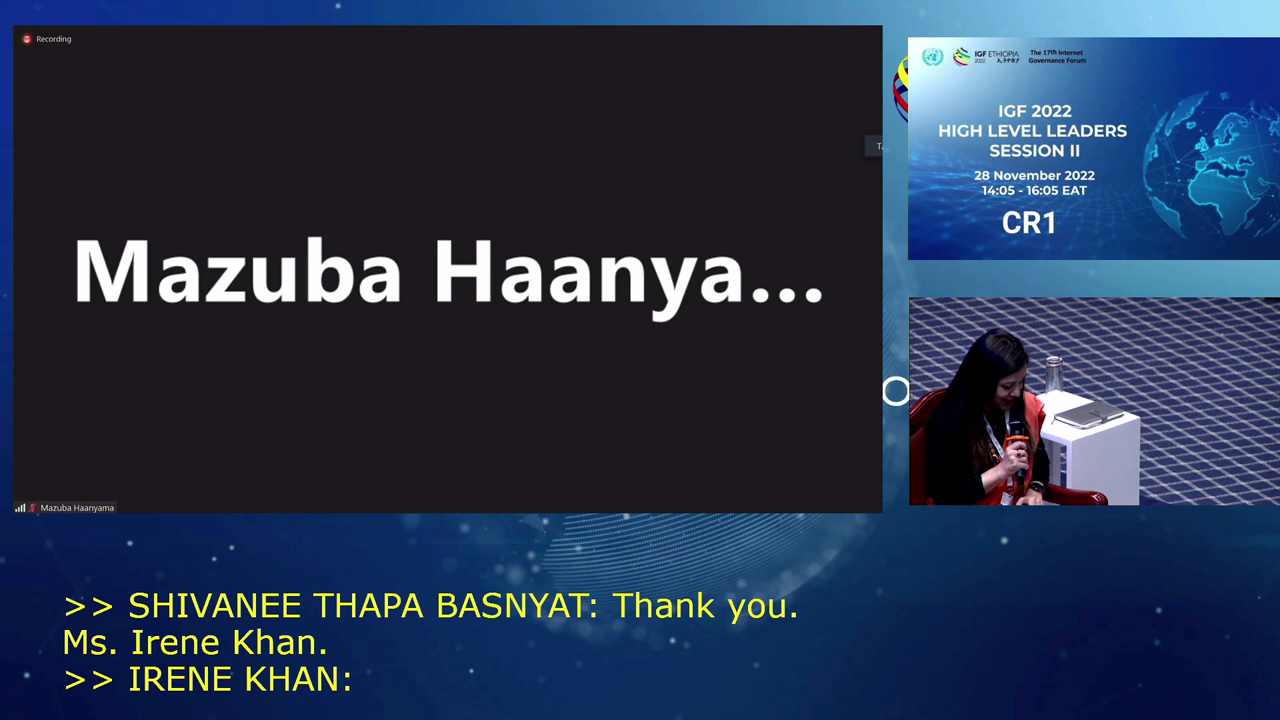 Recording
Mazuba Haanya...
Mazuba Haanyama
IGF ETHIOPIA
2022 ኢትዮጵያ
The 17th Internet
Governance Forum
IGF 2022
HIGH LEVEL LEADERS
SESSION II
28 November 2022
14:05 - 16:05 EAT
CR1
O
>> SHIVANEE THAPA BASNYAT: Thank you.
Ms. Irene Khan.
>> IRENE KHAN: